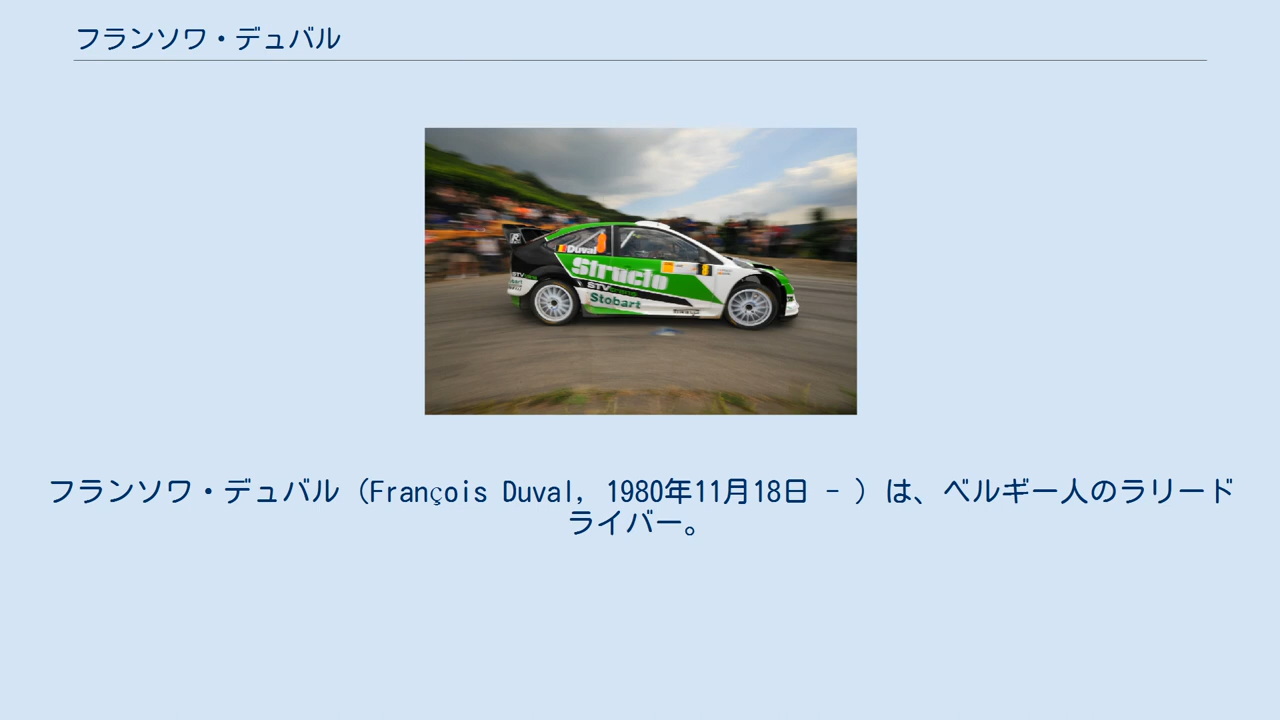 フランソワ・デュバル
Duval
Structo
STV
Stobart
フランソワ・デュバル（François Duval, 1980年11月18日 - ）は、ベルギー人のラリード
ライバー。